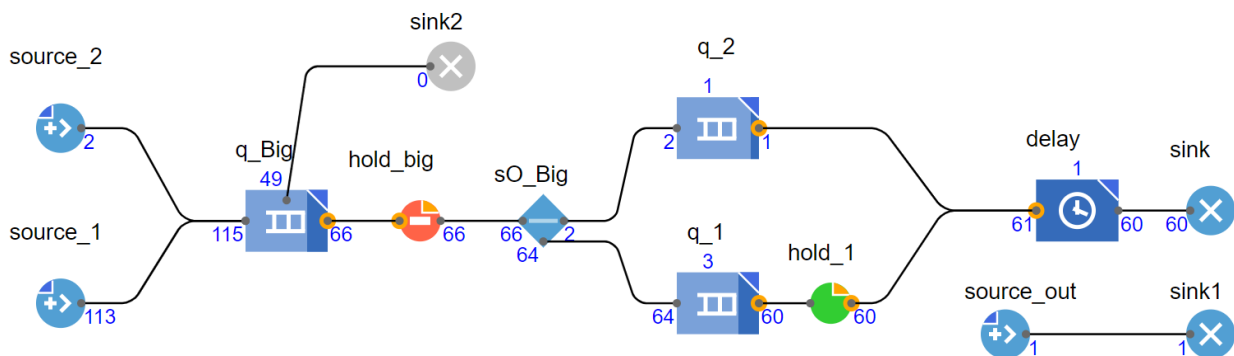 sink2
source_2
q_2
0
1
2
q_Big
hold_big
sO_Big
2
1
delay
sink
49
1
source_1
115
66
66
66
2
61
60
60
64
q_1
3
hold_1
source_out
sink1
113
64
60
60
1
1